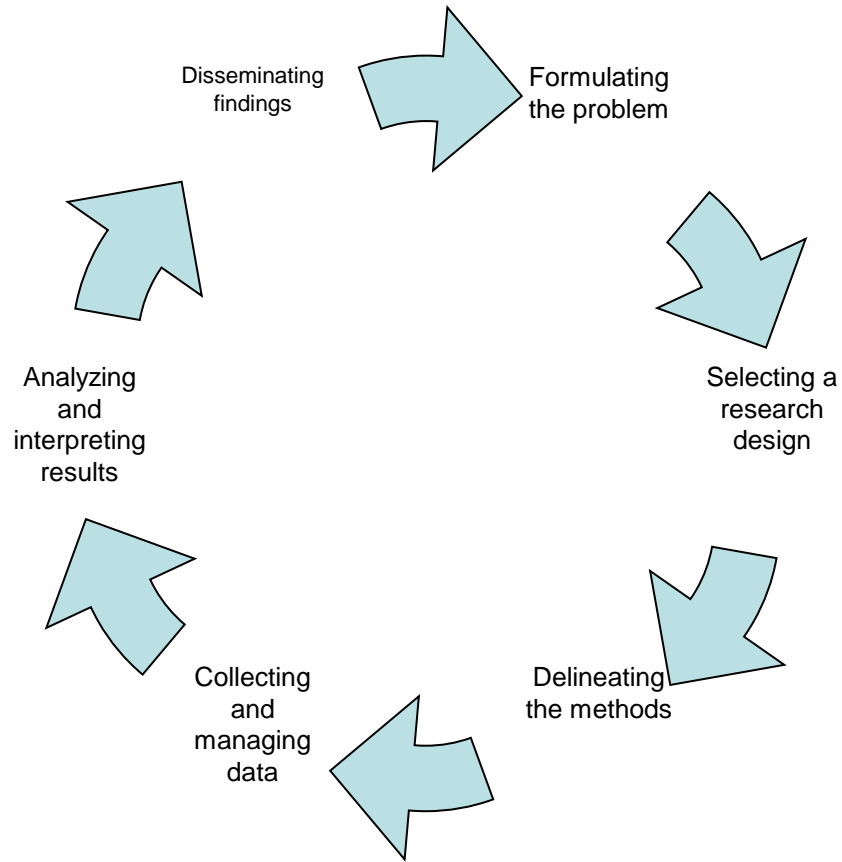 Disseminating
findings
Formulating
the problem
Selecting a
research
design
Delineating
the methods
Collecting
and
managing
data
Analyzing
and
interpreting
results